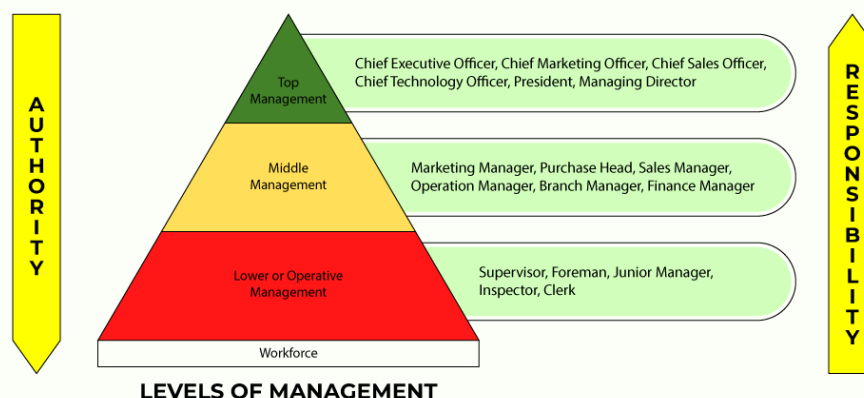 AUTHORITY
Top
Management
Chief Executive Officer, Chief Marketing Officer, Chief Sales Officer,
Chief Technology Officer, President, Managing Director
Middle
Management
Marketing Manager, Purchase Head, Sales Manager,
Operation Manager, Branch Manager, Finance Manager
Lower or Operative
Management
Supervisor, Foreman, Junior Manager,
Inspector, Clerk
Workforce
RESPONSIBILITY
LEVELS OF MANAGEMENT